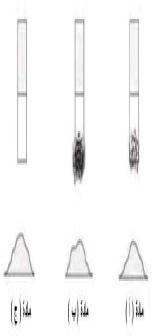 مادة ( أ )
مادة ( ب )
مادة ( ج )